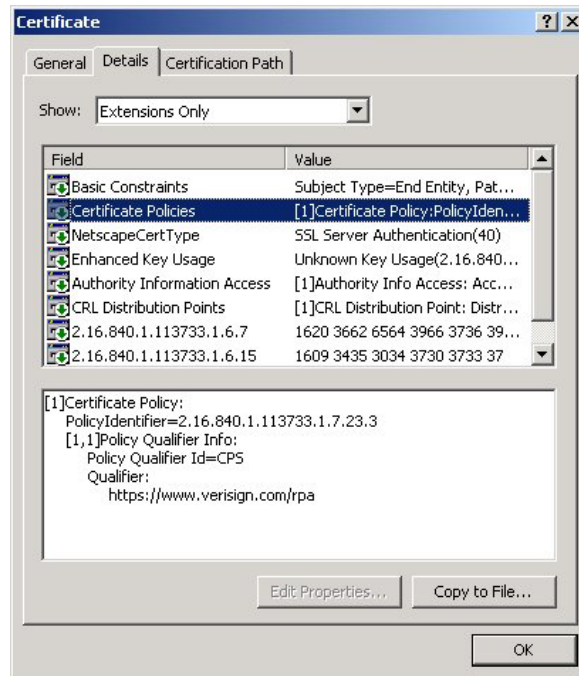 Certificate
General Details Certification Path
Show: Extensions Only
Field Value
Basic Constraints Subject Type=End Entity, Pat...
Certificate Policies [1]Certificate Policy:PolicyIden...
NetscapeCertType SSL Server Authentication(40)
Enhanced Key Usage Unknown Key Usage(2.16.840...
Authority Information Access [1]Authority Info Access: Acc...
CRL Distribution Points [1]CRL Distribution Point: Distr...
2.16.840.1.113733.1.6.7 1620 3662 6564 3966 3736 39...
2.16.840.1.113733.1.6.15 1609 3435 3034 3730 3733 37
[1]Certificate Policy:
PolicyIdentifier=2.16.840.1.113733.1.7.23.3
[1,1]Policy Qualifier Info:
Policy Qualifier Id=CPS
Qualifier:
https://www.verisign.com/rpa
Edit Properties... Copy to File...
OK